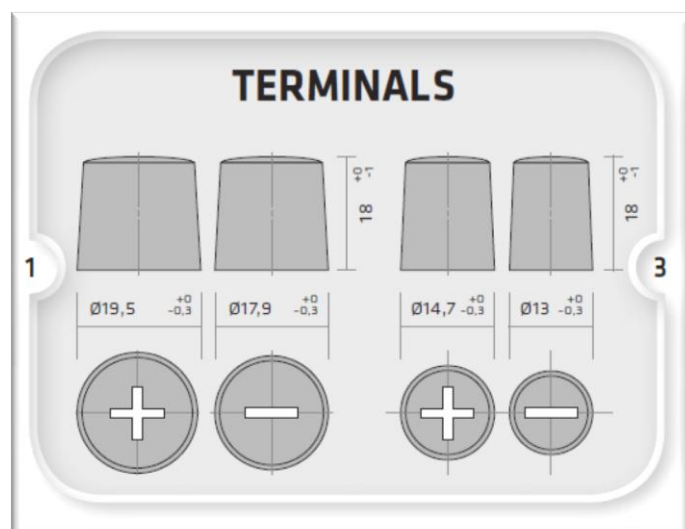 TERMINALS
18 +0 -1
18 +0 -1
1
3
Ø19,5 +0 -0,3
Ø17,9 +0 -0,3
Ø14,7 +0 -0,3
Ø13 +0 -0,3